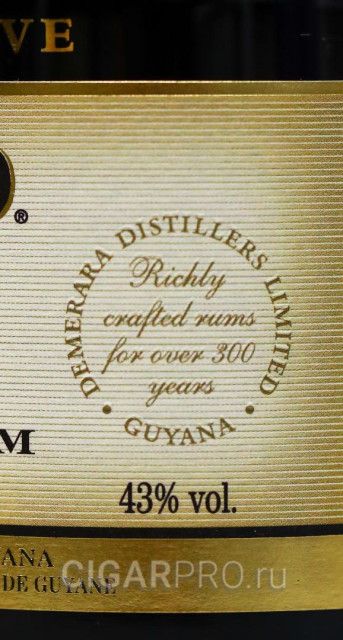 VE
®
DEMERARA DISTILLERS LIMITED
Richly
crafted rums
for over 300
years
• GUYANA •
M
43% vol.
ANA
DE GUYANE
CIGARPRO.ru